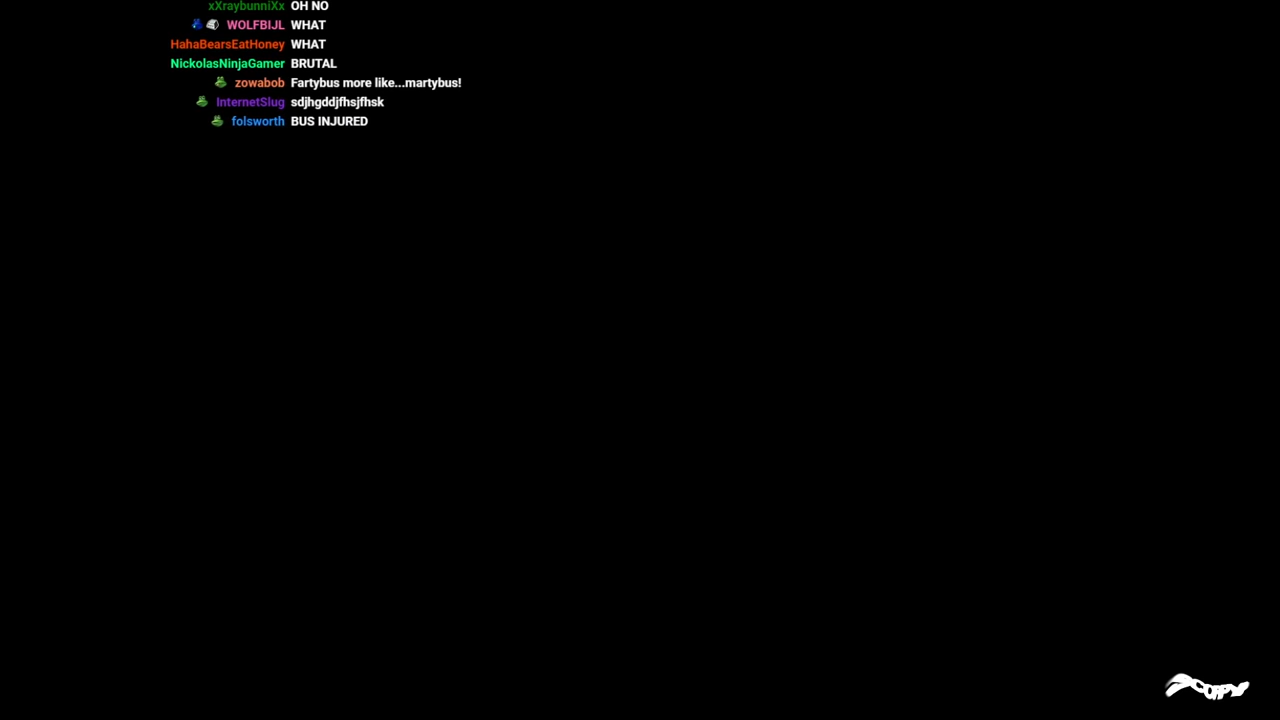 xXraybunniXx OH NO
WOLFBIJL WHAT
HahaBearsEatHoney WHAT
NickolasNinjaGamer BRUTAL
zowabob Fartybus more like...martybus!
InternetSlug sdjhgddjfhsjfhsk
folsworth BUS INJURED